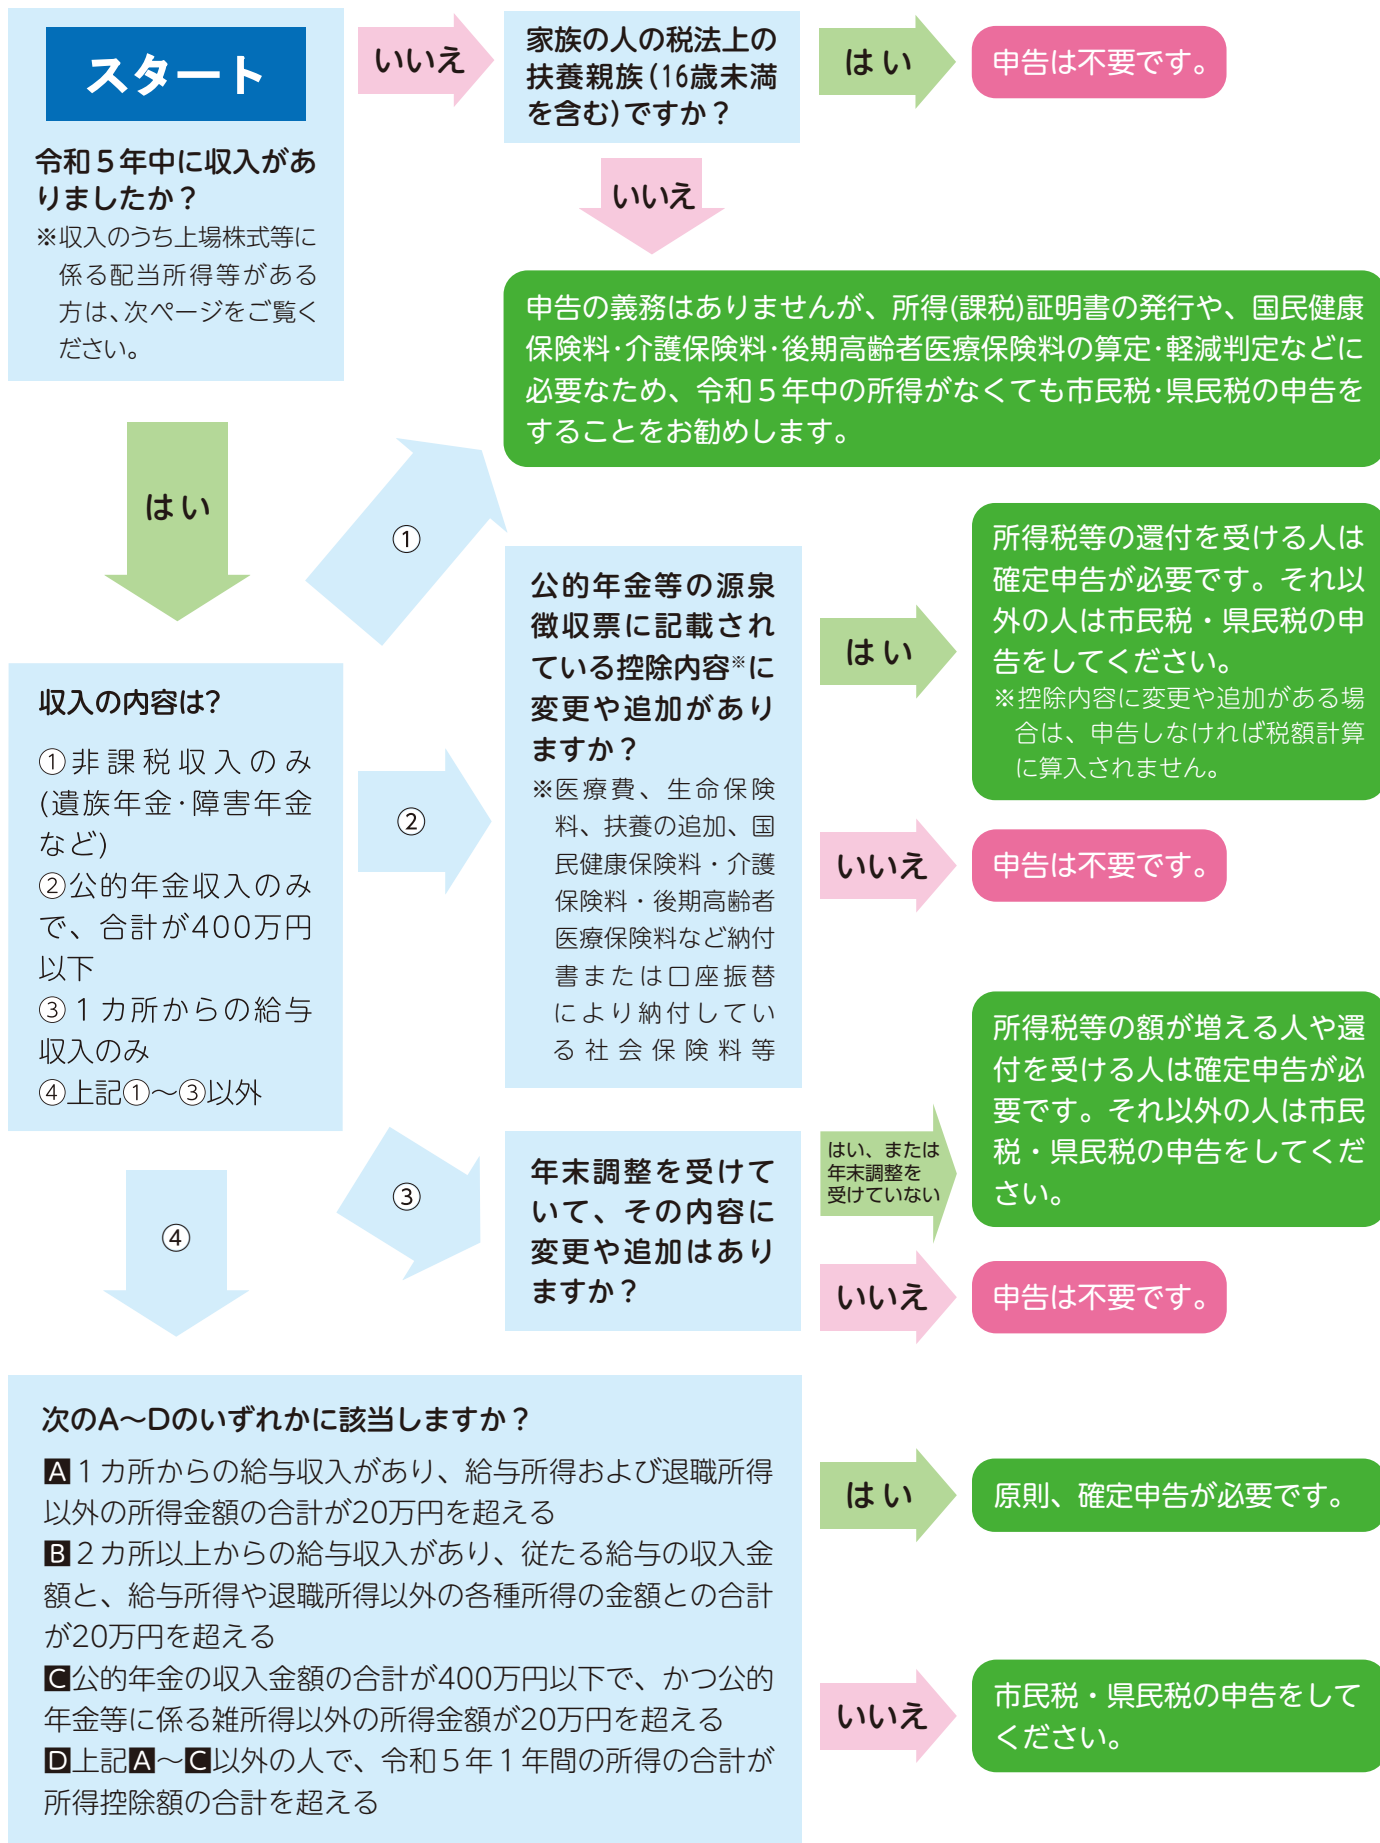 スタート
令和５年中に収入があ
りましたか？
※収入のうち上場株式等に
係る配当所得等がある
方は、次ページをご覧く
ださい。
いいえ
家族の人の税法上の
扶養親族(16歳未満
を含む)ですか？
はい
申告は不要です。
いいえ
申告の義務はありませんが、所得(課税)証明書の発行や、国民健康
保険料・介護保険料・後期高齢者医療保険料の算定・軽減判定などに
必要なため、令和５年中の所得がなくても市民税・県民税の申告を
することをお勧めします。
はい
①
収入の内容は?
①非課税収入のみ
(遺族年金・障害年金
など)
②公的年金収入のみ
で、合計が400万円
以下
③１カ所からの給与
収入のみ
④上記①～③以外
②
公的年金等の源泉
徴収票に記載され
ている控除内容※に
変更や追加があり
ますか？
※医療費、生命保険
料、扶養の追加、国
民健康保険料・介護
保険料・後期高齢者
医療保険料など納付
書または口座振替
により納付してい
る社会保険料等
はい
所得税等の還付を受ける人は
確定申告が必要です。それ以
外の人は市民税・県民税の申
告をしてください。
※控除内容に変更や追加がある場
合は、申告しなければ税額計算
に算入されません。
いいえ
申告は不要です。
③
年末調整を受けて
いて、その内容に
変更や追加はあり
ますか？
はい、または
年末調整を
受けていない
所得税等の額が増える人や還
付を受ける人は確定申告が必
要です。それ以外の人は市民
税・県民税の申告をしてくだ
さい。
いいえ
申告は不要です。
④
次のA～Dのいずれかに該当しますか？
A１カ所からの給与収入があり、給与所得および退職所得
以外の所得金額の合計が20万円を超える
B２カ所以上からの給与収入があり、従たる給与の収入金
額と、給与所得や退職所得以外の各種所得の金額との合計
が20万円を超える
C公的年金の収入金額の合計が400万円以下で、かつ公的
年金等に係る雑所得以外の所得金額が20万円を超える
D上記A～C以外の人で、令和５年１年間の所得の合計が
所得控除額の合計を超える
はい
原則、確定申告が必要です。
いいえ
市民税・県民税の申告をして
ください。